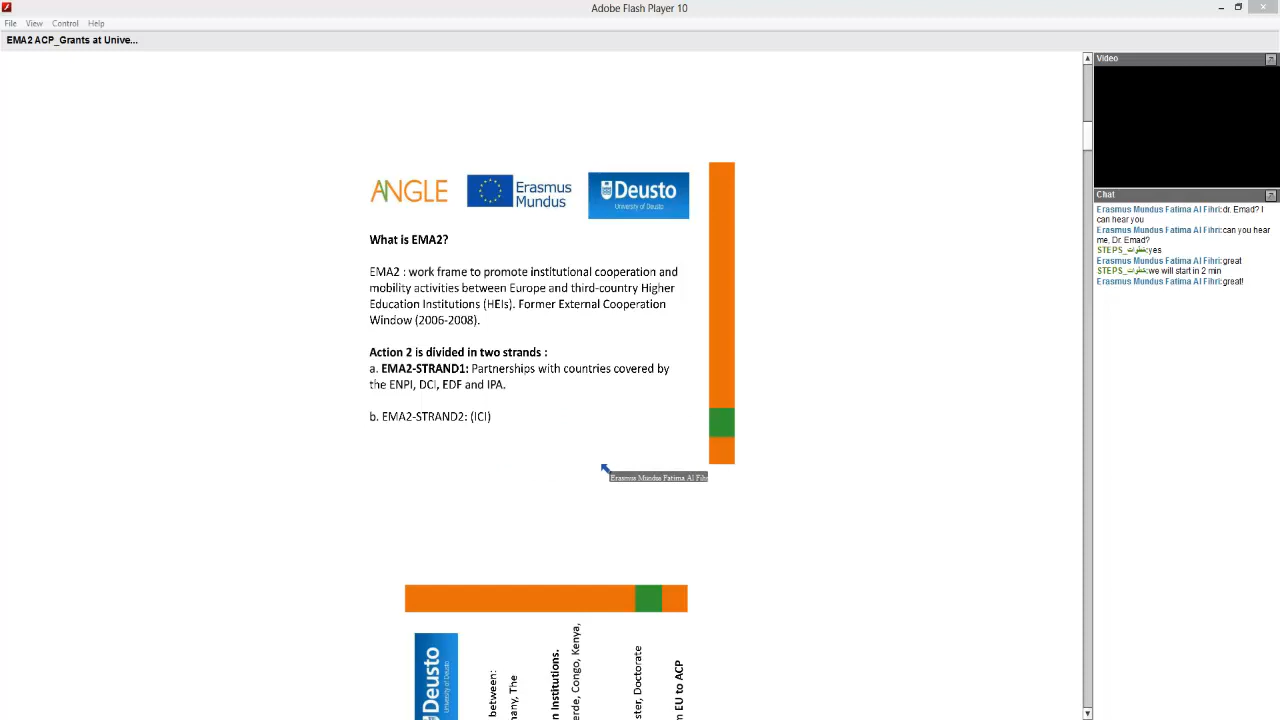 Adobe Flash Player 10
File View Control Help
EMA2 ACP_Grants at Unive...
ANGLE
Erasmus
Mundus
Deusto
University of Deusto
What is EMA2?
EMA2 : work frame to promote institutional cooperation and
mobility activities between Europe and third-country Higher
Education Institutions (HEIs). Former External Cooperation
Window (2006-2008).
Action 2 is divided in two strands :
a. EMA2-STRAND1: Partnerships with countries covered by
the ENPI, DCI, EDF and IPA.
b. EMA2-STRAND2: (ICI)
Erasmus Mundus Fatima Al Fihr
Deusto
between:
many, The
n Institutions.
erde, Congo, Kenya,
ster, Doctorate
m EU to ACP
Video
Chat
Erasmus Mundus Fatima Al Fihri:dr. Emad? I
can hear you
Erasmus Mundus Fatima Al Fihri:can you hear
me, Dr. Emad?
STEPS_خطوات:yes
Erasmus Mundus Fatima Al Fihri:great
STEPS_خطوات:we will start in 2 min
Erasmus Mundus Fatima Al Fihri:great!